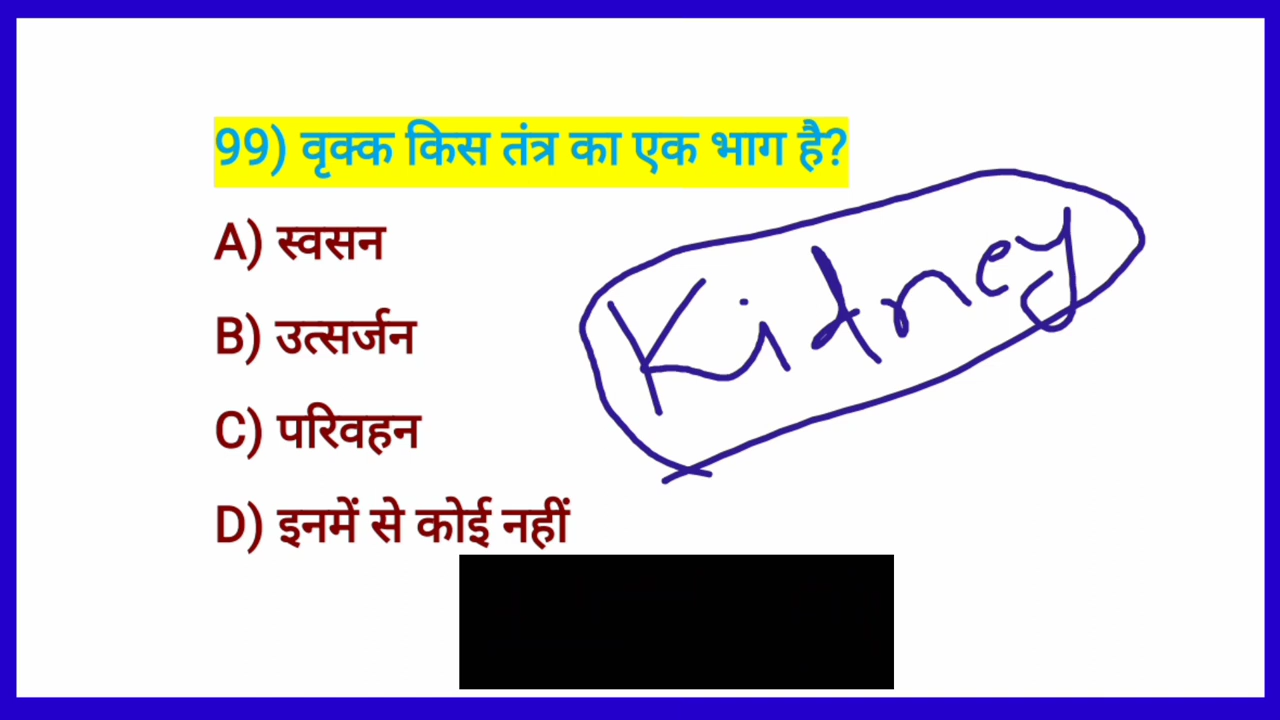 99) वृक्क किस तंत्र का एक भाग है?
A) स्वसन
Kidney
B) उत्सर्जन
C) परिवहन
D) इनमें से कोई नहीं